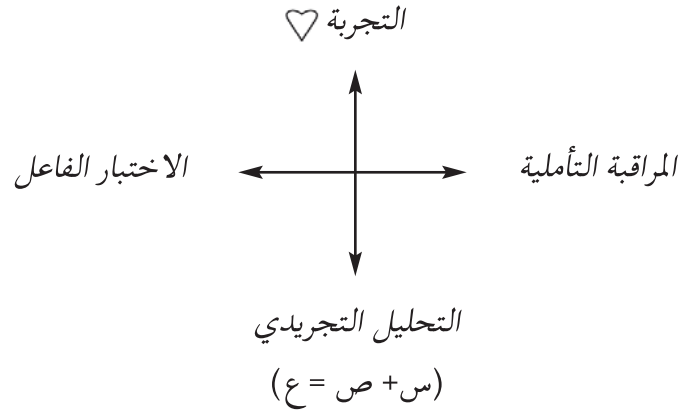 التجربة
المراقبة التأملية
الاختبار الفاعل
التحليل التجريدي
(س+ ص = ع)